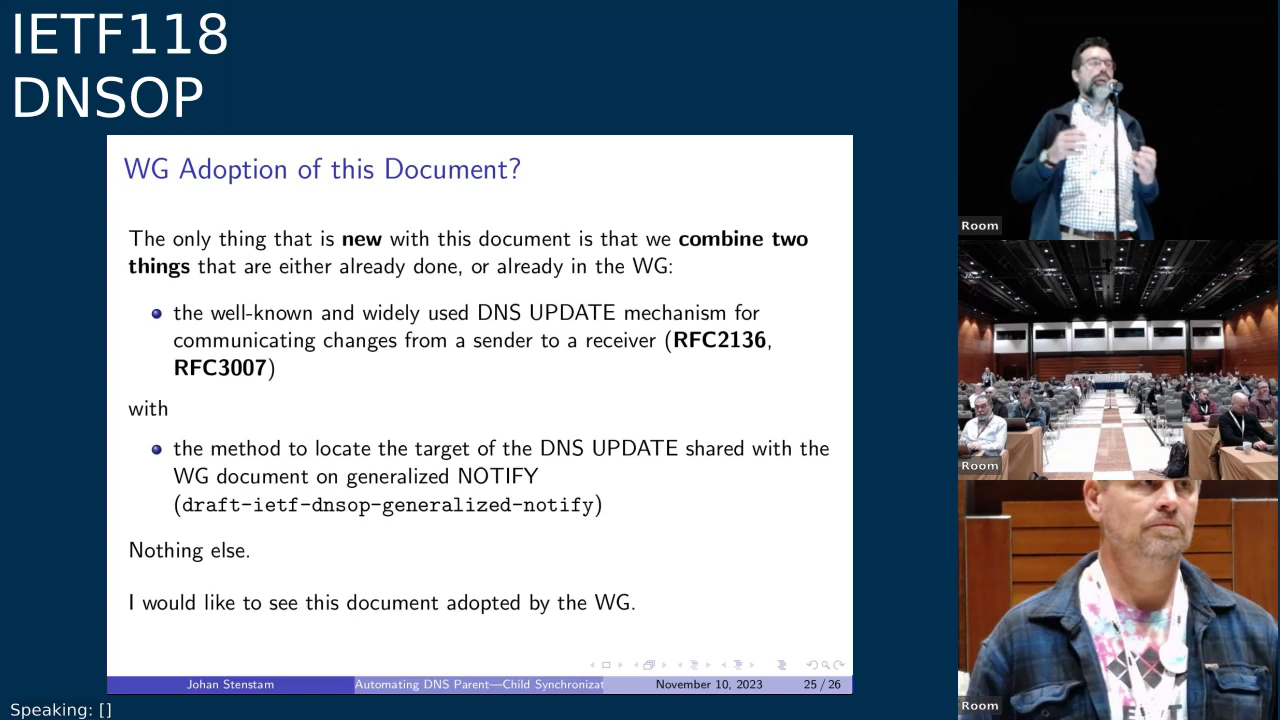 IETF118
DNSOP
WG Adoption of this Document?
The only thing that is new with this document is that we combine two
things that are either already done, or already in the WG:
the well-known and widely used DNS UPDATE mechanism for
communicating changes from a sender to a receiver (RFC2136,
RFC3007)
with
the method to locate the target of the DNS UPDATE shared with the
WG document on generalized NOTIFY
(draft-ietf-dnsop-generalized-notify)
Nothing else.
I would like to see this document adopted by the WG.
Johan Stenstam
Automating DNS Parent—Child Synchronizat
November 10, 2023
25 / 26
Speaking: []
Room
Room
Room